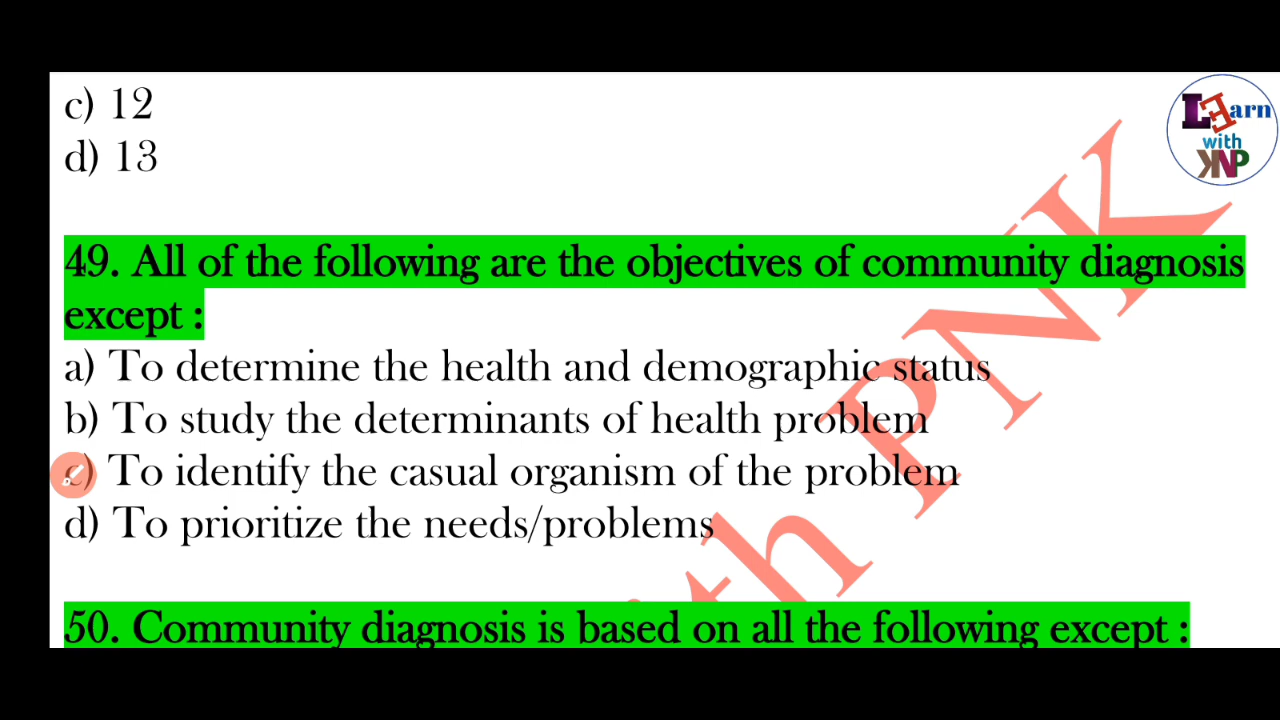 c) 12
d) 13
LEarn
with
KNP
49. All of the following are the objectives of community diagnosis
except :
a) To determine the health and demographic status
b) To study the determinants of health problem
c) To identify the casual organism of the problem
d) To prioritize the needs/problems
th PNK
50. Community diagnosis is based on all the following except :